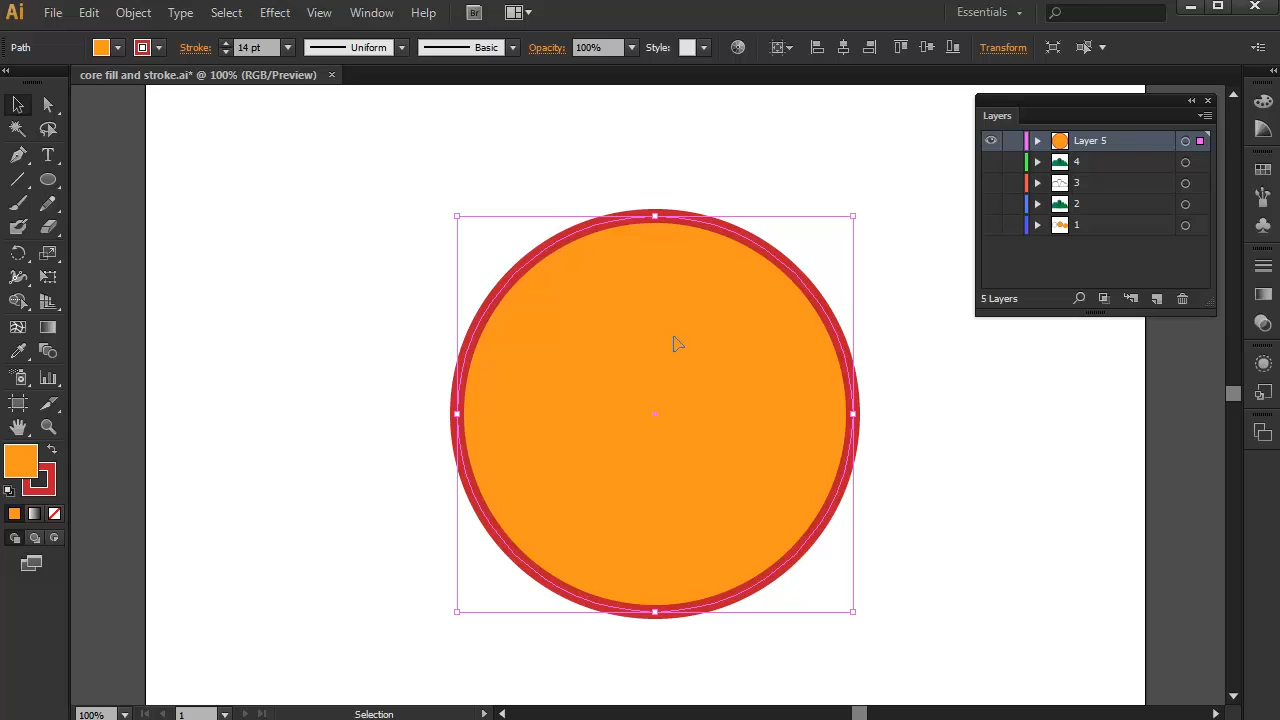 Ai File Edit Object Type Select Effect View Window Help Br Essentials
Path Stroke: 14 pt Uniform Basic Opacity: 100% Style: Transform
core fill and stroke.ai* @ 100% (RGB/Preview) ×
Layers
Layer 5
4
3
2
1
5 Layers
100% 1 Selection